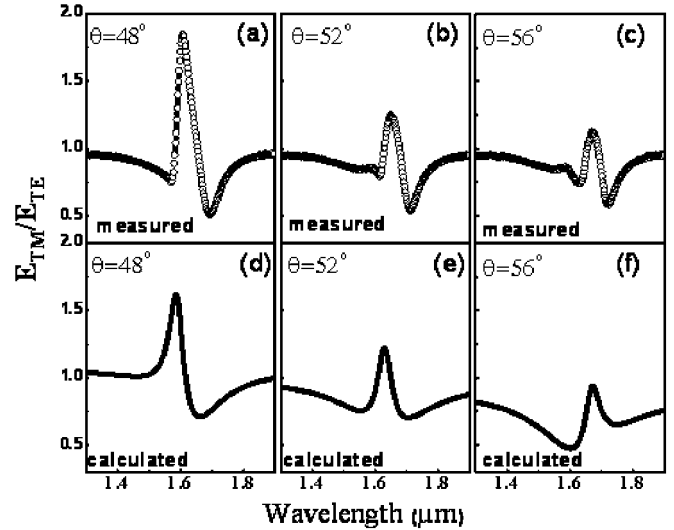 2.0
θ=48° (a) θ=52° (b) θ=56° (c)
1.5
1.0
0.5
measured measured measured
2.0
θ=48° (d) θ=52° (e) θ=56° (f)
1.5
1.0
0.5
calculated calculated calculated
1.4 1.6 1.8 1.4 1.6 1.8 1.4 1.6 1.8
E_TM/E_TE
Wavelength (μm)